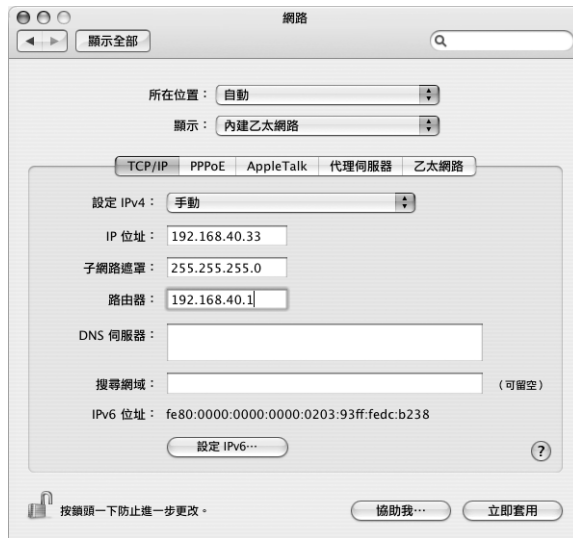 網路
顯示全部
所在位置： 自動
顯示： 內建乙太網路
TCP/IP PPPoE AppleTalk 代理伺服器 乙太網路
設定 IPv4： 手動
IP 位址： 192.168.40.33
子網路遮罩： 255.255.255.0
路由器： 192.168.40.1
DNS 伺服器：
搜尋網域： （可留空）
IPv6 位址： fe80:0000:0000:0000:0203:93ff:fedc:b238
設定 IPv6⋯
?
按鎖頭一下防止進一步更改。 協助我⋯ 立即套用